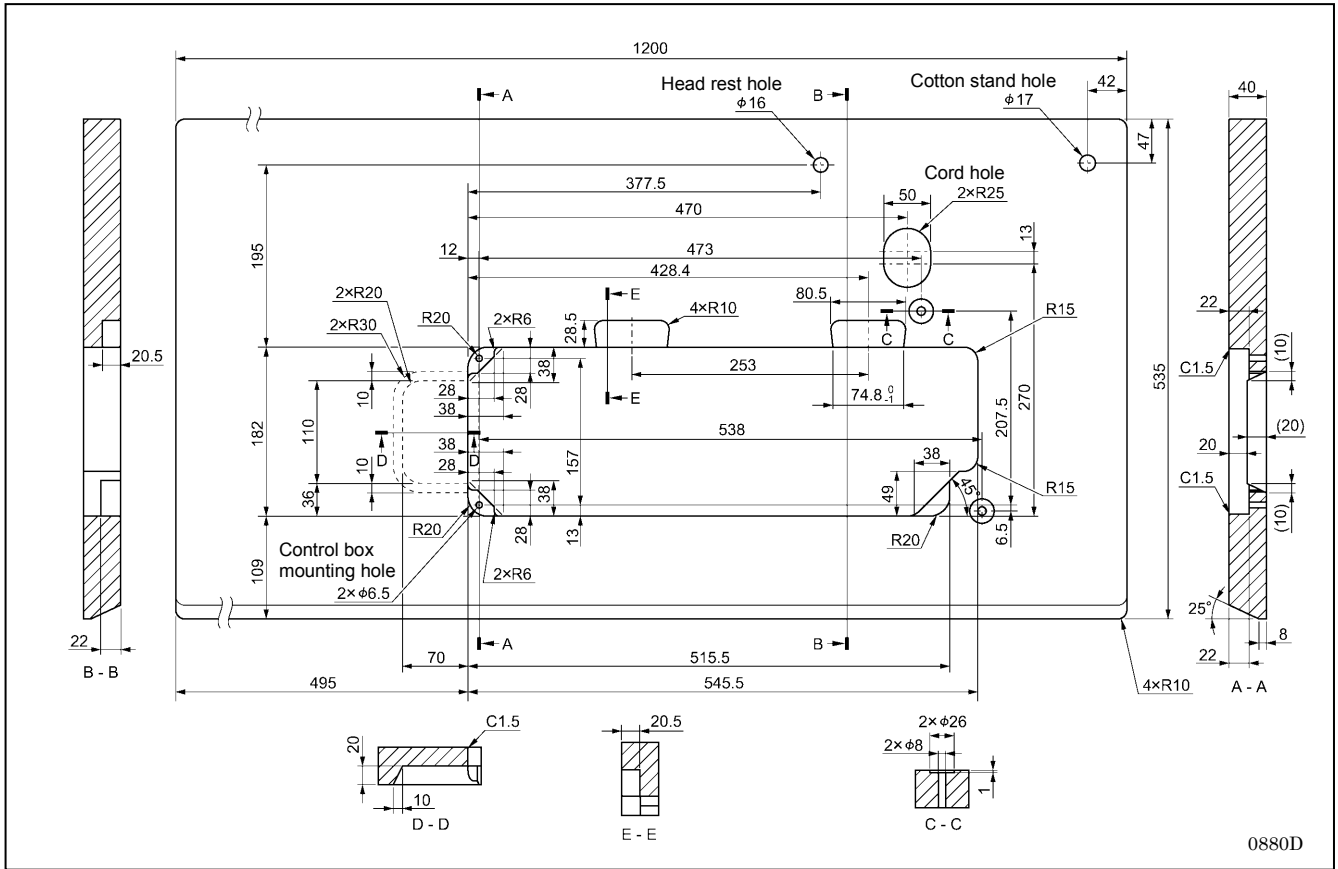 1200
A
B
Head rest hole
φ16
Cotton stand hole
φ17
42
40
47
377.5
Cord hole
2×R25
50
470
13
12
473
428.4
195
E
80.5
2×R20
2×R30
R20
2×R6
28.5
4×R10
C
C
R15
22
(10)
C1.5
20.5
38
253
10
28
28
38
74.8 0 -1
207.5
270
535
182
110
E
D
D
538
38
28
157
38
20
(20)
10
36
38
49
45°
R15
C1.5
(10)
R20
28
13
R20
6.5
Control box
mounting hole
2×φ6.5
2×R6
109
25°
22
B - B
A
B
8
70
515.5
22
495
545.5
4×R10
A - A
C1.5
20
10
D - D
20.5
E - E
2×φ26
2×φ8
1
C - C
0880D